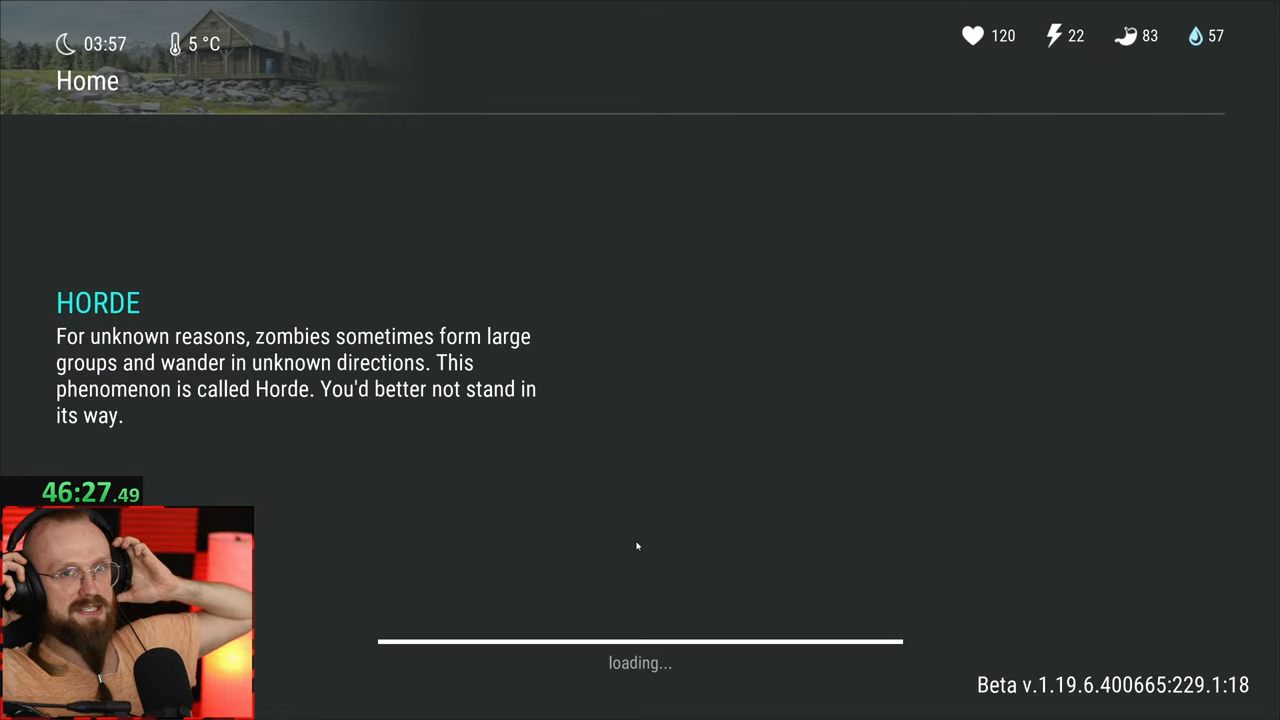 03:57 5 °C 120 22 83 57
Home
HORDE
For unknown reasons, zombies sometimes form large
groups and wander in unknown directions. This
phenomenon is called Horde. You'd better not stand in
its way.
46:27.49
loading...
Beta v.1.19.6.400665:229.1:18